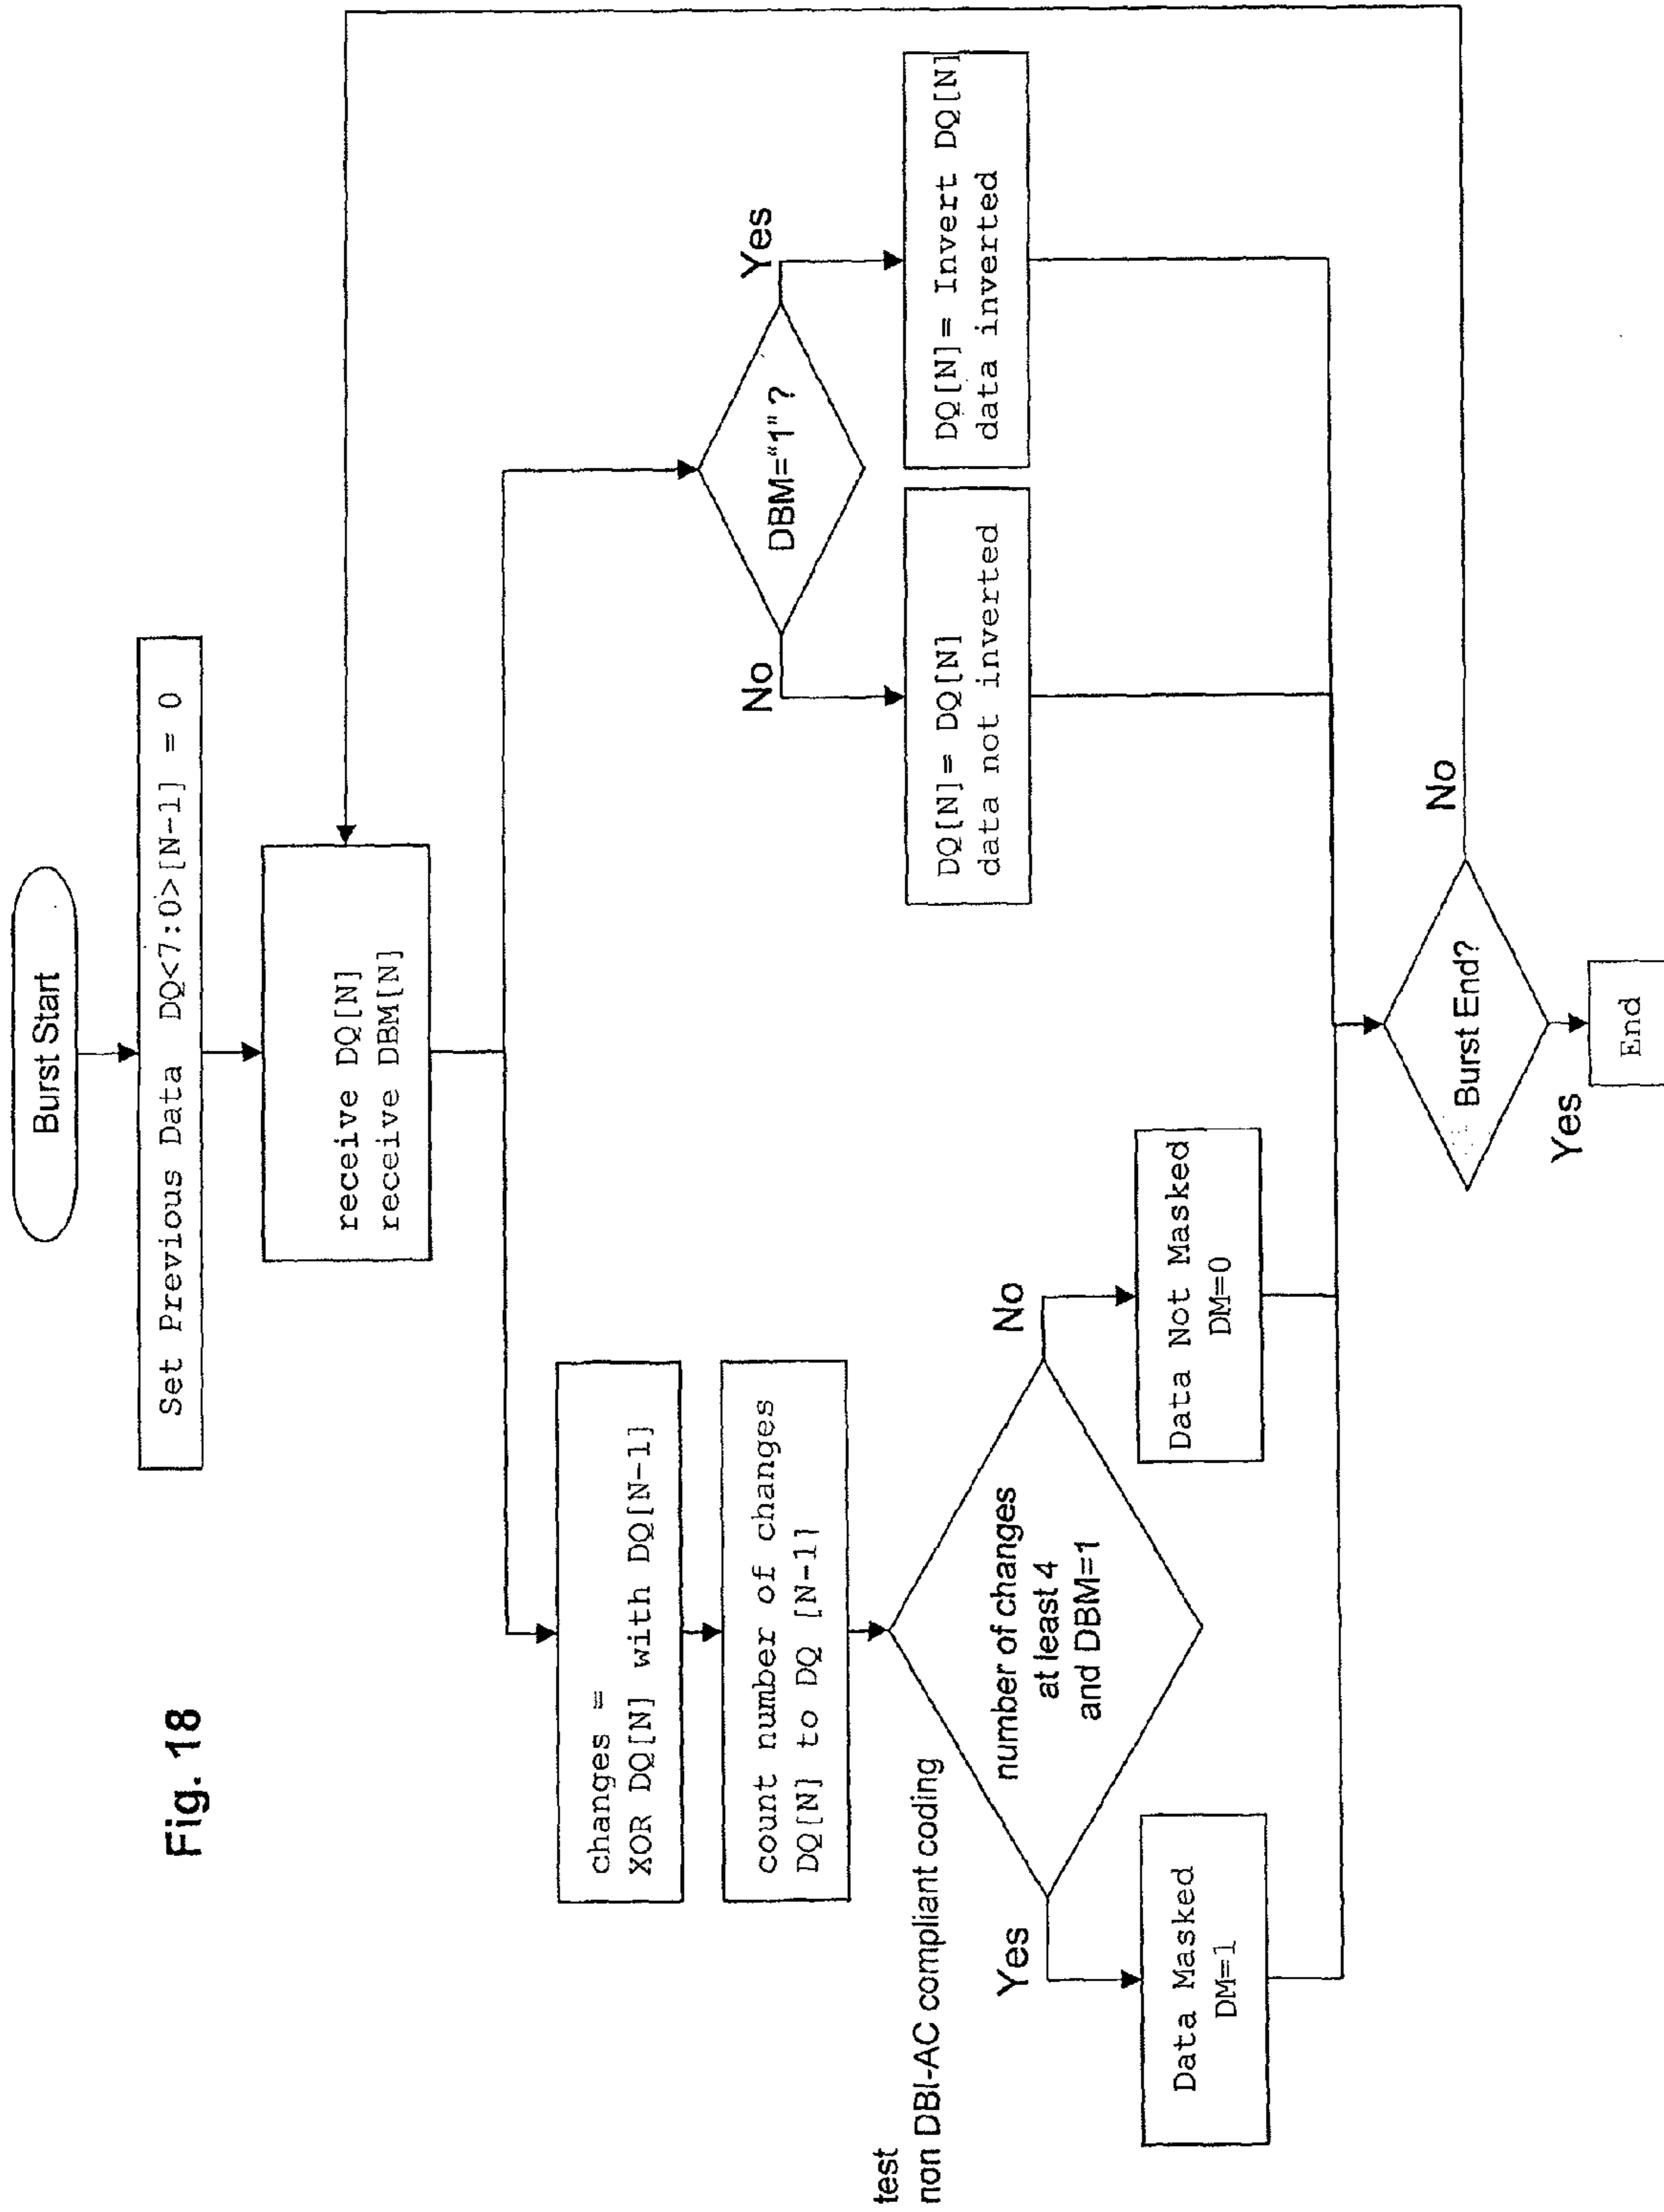 Fig. 18
Burst Start
Set Previous Data DQ<7:0>[N-1] = 0
receive DQ[N]
receive DBM[N]
changes =
XOR DQ[N] with DQ[N-1]
count number of changes
DQ[N] to DQ [N-1]
test
non DBI-AC compliant coding
number of changes
at least 4
and DBM=1
Yes
No
Data Masked
DM=1
Data Not Masked
DM=0
DBM="1"?
No
Yes
DQ[N]= DQ[N]
data not inverted
DQ[N]= Invert DQ[N]
data inverted
Burst End?
No
Yes
End